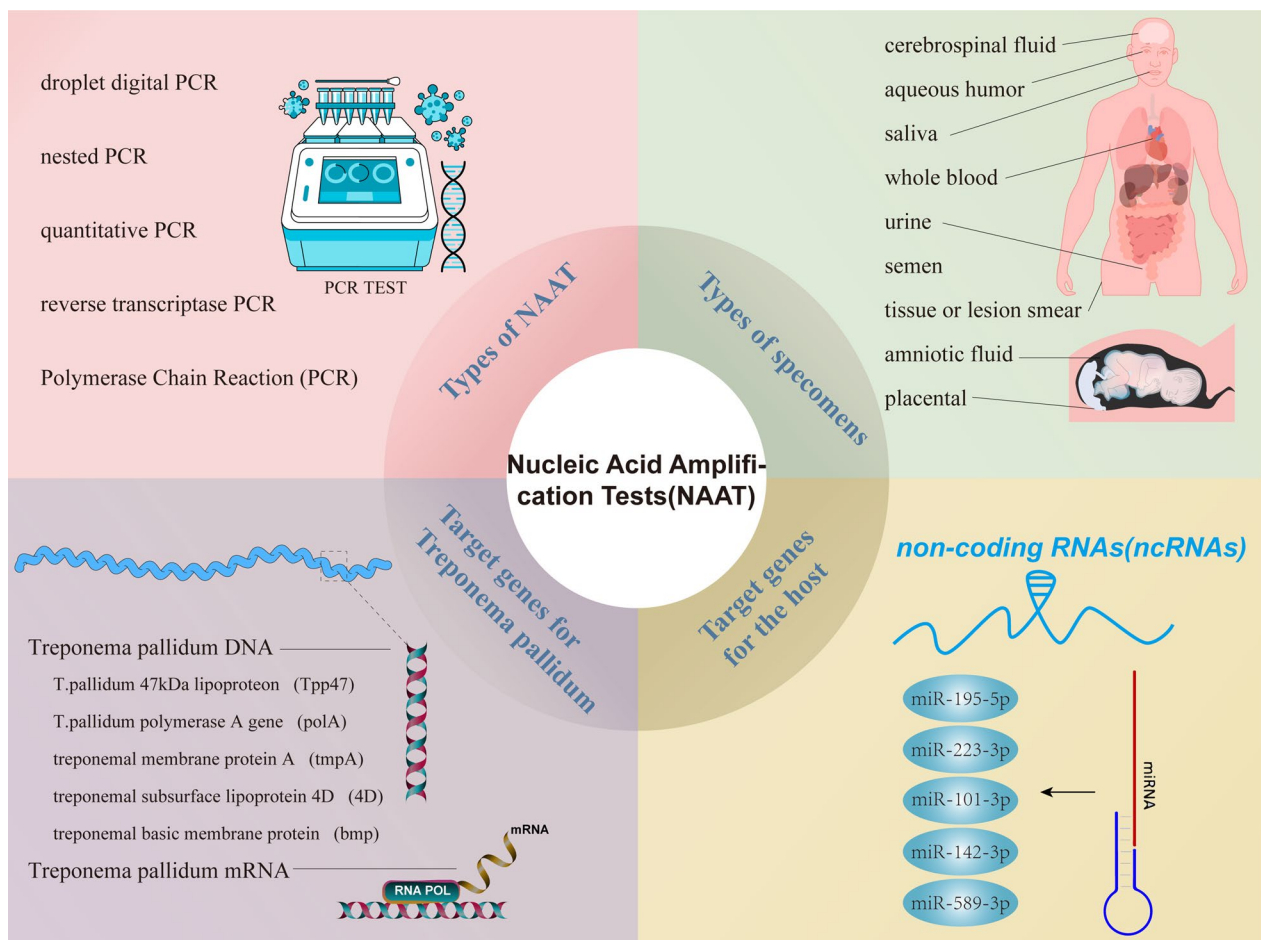 droplet digital PCR
nested PCR
quantitative PCR
reverse transcriptase PCR
Polymerase Chain Reaction (PCR)
PCR TEST
Types of NAAT
cerebrospinal fluid
aqueous humor
saliva
whole blood
urine
semen
tissue or lesion smear
amniotic fluid
placental
Types of specomens
Nucleic Acid Amplifi-
cation Tests(NAAT)
Target genes for
Treponema pallidum
Treponema pallidum DNA
T.pallidum 47kDa lipoproteon (Tpp47)
T.pallidum polymerase A gene (polA)
treponemal membrane protein A (tmpA)
treponemal subsurface lipoprotein 4D (4D)
treponemal basic membrane protein (bmp)
Treponema pallidum mRNA
mRNA
RNA POL
Target genes
for the host
non-coding RNAs(ncRNAs)
miR-195-5p
miR-223-3p
miR-101-3p
miR-142-3p
miR-589-3p
miRNA